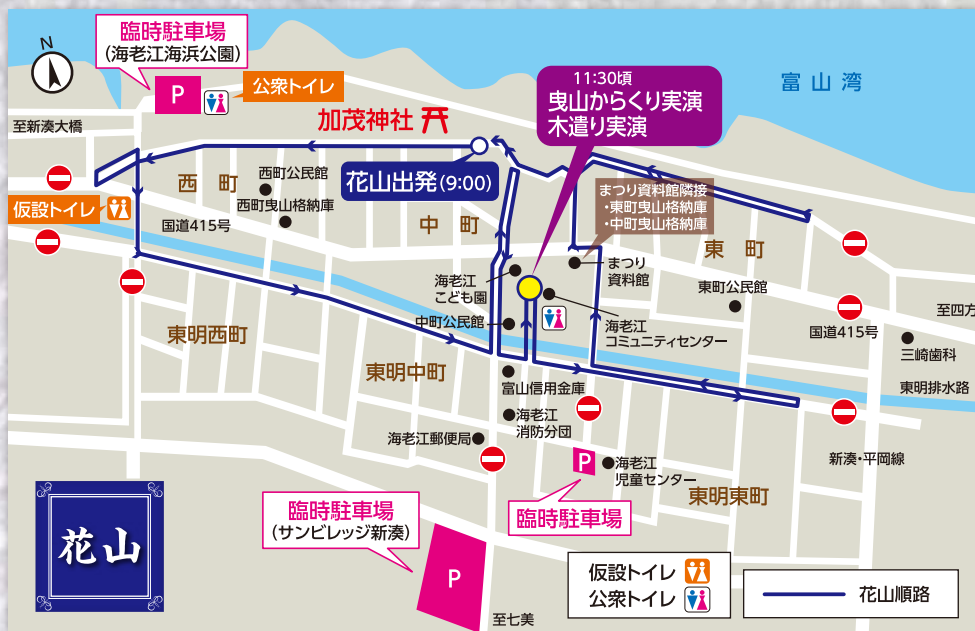 N
臨時駐車場
(海老江海浜公園)
P
公衆トイレ
至新湊大橋
加茂神社
11:30頃
曳山からくり実演
木遣り実演
富山湾
花山出発(9:00)
西町
西町公民館
西町曳山格納庫
仮設トイレ
国道415号
中町
まつり資料館隣接
・東町曳山格納庫
・中町曳山格納庫
東町
海老江
こども園
まつり
資料館
東町公民館
中町公民館
海老江
コミュニティセンター
国道415号
至四方
三崎歯科
東明西町
東明中町
富山信用金庫
東明排水路
海老江
消防分団
海老江郵便局
P
海老江
児童センター
新湊・平岡線
東明東町
臨時駐車場
(サンビレッジ新湊)
臨時駐車場
P
至七美
花山
仮設トイレ
公衆トイレ
花山順路